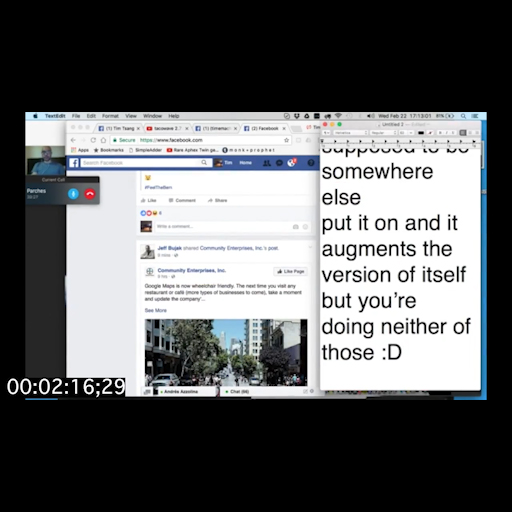 TextEdit File Edit Format View Window Help
Wed Feb 22 17:13:01
(1) Tim Tsang
facewave 2.
(2) Facebook
Secure https://www.facebook.com
Apps Bookmarks SimpleAdder Rare Aphex Twin ga... monk+prophet
Search Facebook
Tim Home
Current Call
Parches
#FeelTheBern
Like Comment Share
6
Write a comment...
Jeff Bujak shared Community Enterprises, Inc.'s post.
Community Enterprises, Inc.
Like Page
Google Maps is now wheelchair friendly. The next time you visit any
restaurant or café (more types of businesses to come), take a moment
and update the company'...
See More
Andrés Azzolina
Chat (66)
Untitled 2
Helvetica Regular
supposed to be
somewhere
else
put it on and it
augments the
version of itself
but you're
doing neither of
those :D
00:02:16;29